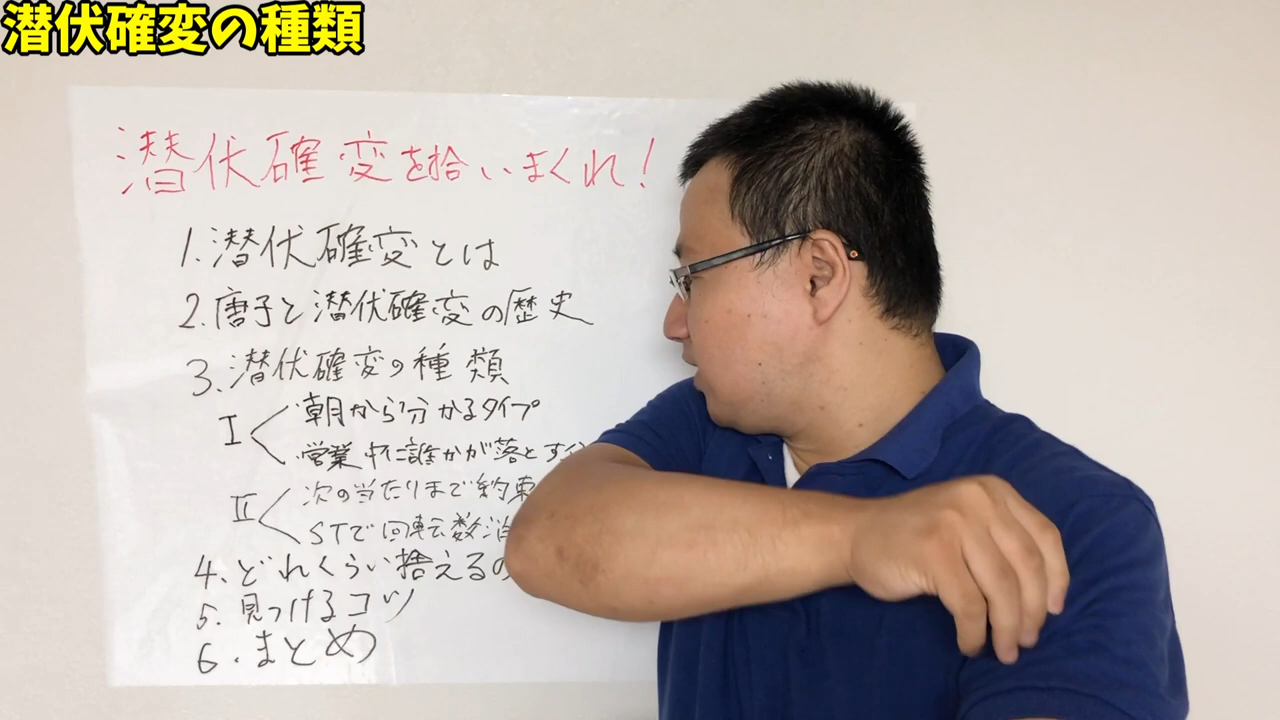 潜伏確変の種類
潜伏確変を拾いまくれ!
1.潜伏確変とは
2.唐子と潜伏確変の歴史
3.潜伏確変の種類
I
朝から分かるタイプ
営業中に誰かが落とす
II
次の当たりまで約束
STで回転数消
4.どれくらい捨えるの
5.見つけるコツ
6.まとめ